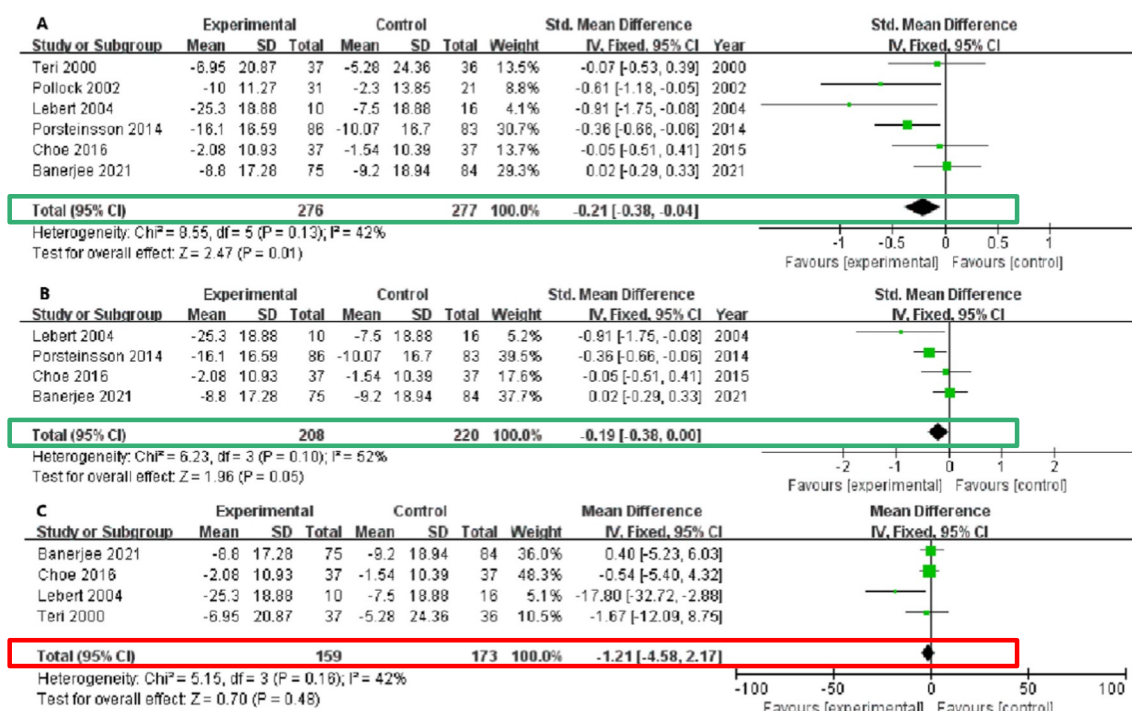 A Experimental Control Std. Mean Difference Std. Mean Difference
Study or Subgroup Mean SD Total Mean SD Total Weight IV, Fixed, 95% CI Year IV, Fixed, 95% CI
Teri 2000 -6.95 20.87 37 -5.28 24.36 36 13.5% -0.07 [-0.53, 0.39] 2000
Pollock 2002 -10 11.27 31 -2.3 13.85 21 8.8% -0.61 [-1.18, -0.05] 2002
Lebert 2004 -25.3 18.88 10 -7.5 18.88 16 4.1% -0.91 [-1.75, -0.08] 2004
Porsteinsson 2014 -16.1 16.59 86 -10.07 16.7 83 30.7% -0.36 [-0.66, -0.06] 2014
Choe 2016 -2.08 10.93 37 -1.54 10.39 37 13.7% -0.05 [-0.51, 0.41] 2015
Banerjee 2021 -8.8 17.28 75 -9.2 18.94 84 29.3% 0.02 [-0.29, 0.33] 2021
Total (95% CI) 276 277 100.0% -0.21 [-0.38, -0.04]
Heterogeneity: Chi² = 8.55, df = 5 (P = 0.13); I² = 42%
Test for overall effect: Z = 2.47 (P = 0.01)
-1 -0.5 0 0.5 1
Favours [experimental] Favours [control]
B Experimental Control Std. Mean Difference Std. Mean Difference
Study or Subgroup Mean SD Total Mean SD Total Weight IV, Fixed, 95% CI Year IV, Fixed, 95% CI
Lebert 2004 -25.3 18.88 10 -7.5 18.88 16 5.2% -0.91 [-1.75, -0.08] 2004
Porsteinsson 2014 -16.1 16.59 86 -10.07 16.7 83 39.5% -0.36 [-0.66, -0.06] 2014
Choe 2016 -2.08 10.93 37 -1.54 10.39 37 17.6% -0.05 [-0.51, 0.41] 2015
Banerjee 2021 -8.8 17.28 75 -9.2 18.94 84 37.7% 0.02 [-0.29, 0.33] 2021
Total (95% CI) 208 220 100.0% -0.19 [-0.38, 0.00]
Heterogeneity: Chi² = 6.23, df = 3 (P = 0.10); I² = 52%
Test for overall effect: Z = 1.96 (P = 0.05)
-2 -1 0 1 2
Favours [experimental] Favours [control]
C Experimental Control Mean Difference Mean Difference
Study or Subgroup Mean SD Total Mean SD Total Weight IV, Fixed, 95% CI IV, Fixed, 95% CI
Banerjee 2021 -8.8 17.28 75 -9.2 18.94 84 36.0% 0.40 [-5.23, 6.03]
Choe 2016 -2.08 10.93 37 -1.54 10.39 37 48.3% -0.54 [-5.40, 4.32]
Lebert 2004 -25.3 18.88 10 -7.5 18.88 16 5.1% -17.80 [-32.72, -2.88]
Teri 2000 -6.95 20.87 37 -5.28 24.36 36 10.5% -1.67 [-12.09, 8.75]
Total (95% CI) 159 173 100.0% -1.21 [-4.58, 2.17]
Heterogeneity: Chi² = 5.15, df = 3 (P = 0.16); I² = 42%
Test for overall effect: Z = 0.70 (P = 0.48)
-100 -50 0 50 100
Favours [experimental] Favours [control]